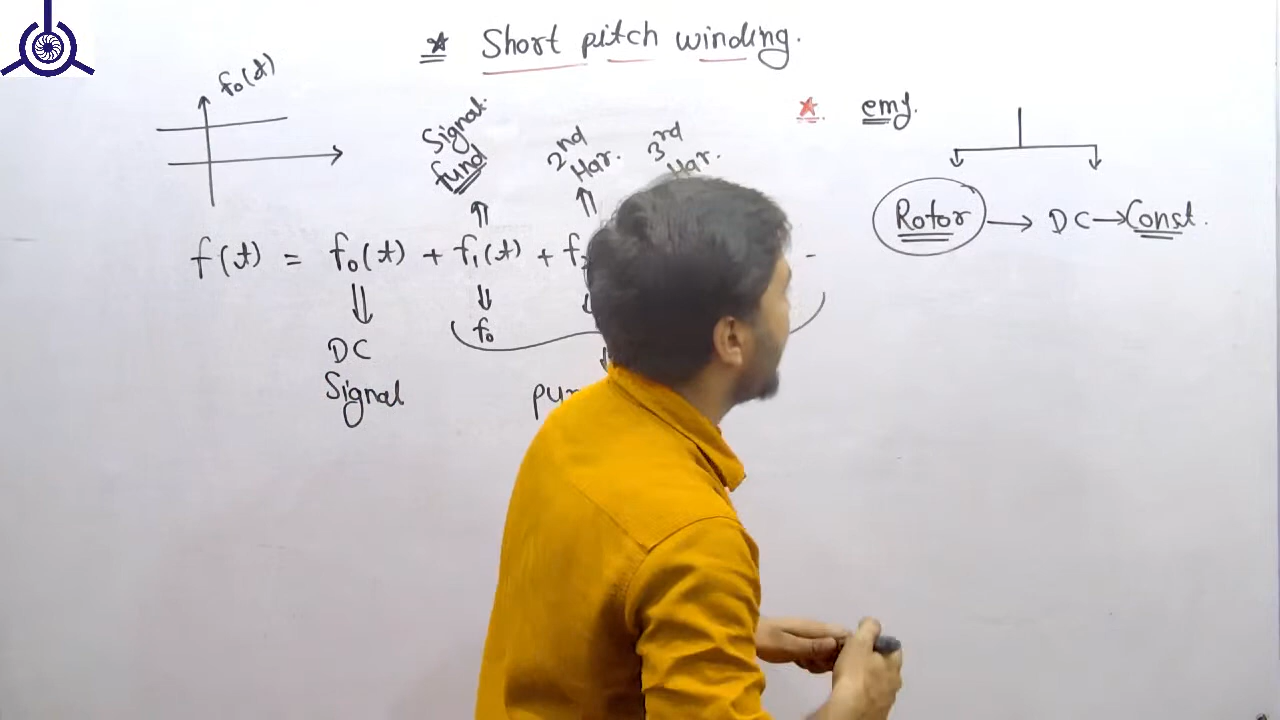 * Short pitch winding.
f₀(t)
Signal.
fund
2nd
Har.
3rd
Har.
* emf.
Rotor → DC → Const.
f(t) = f₀(t) + f₁(t) +
f₀
DC
Signal